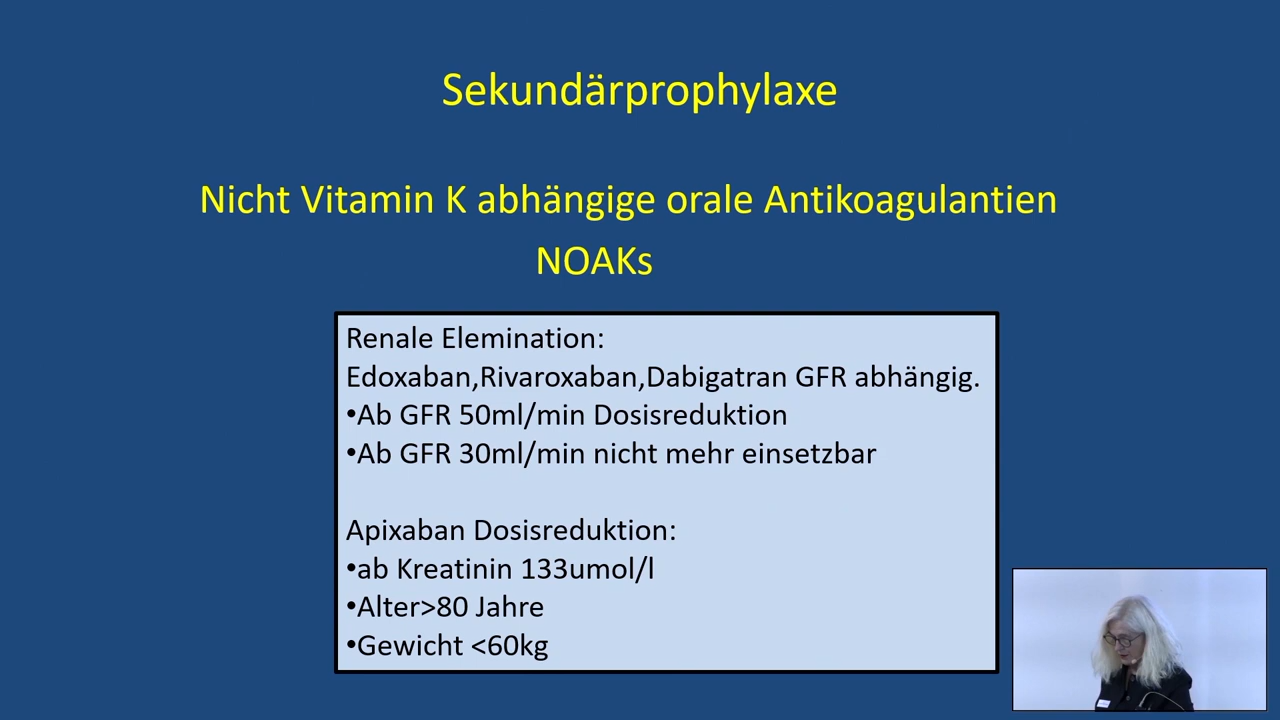 Sekundärprophylaxe
Nicht Vitamin K abhängige orale Antikoagulantien
NOAKs
Renale Elemination:
Edoxaban,Rivaroxaban,Dabigatran GFR abhängig.
•Ab GFR 50ml/min Dosisreduktion
•Ab GFR 30ml/min nicht mehr einsetzbar
Apixaban Dosisreduktion:
•ab Kreatinin 133umol/l
•Alter>80 Jahre
•Gewicht <60kg